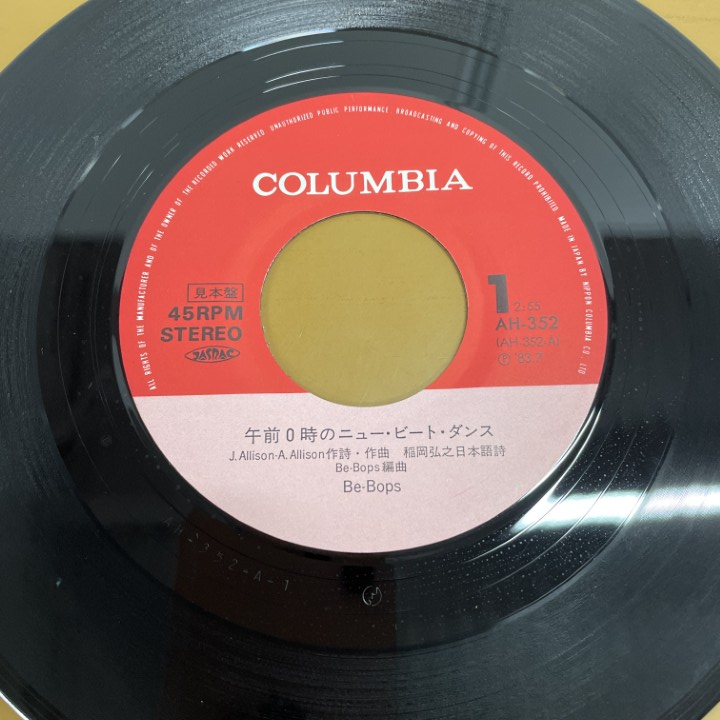 ALL RIGHTS OF THE MANUFACTURER AND OF THE OWNER OF THE RECORDED WORK RESERVED. UNAUTHORIZED PUBLIC PERFORMANCE, BROADCASTING AND COPYING OF THIS RECORD PROHIBITED. MADE IN JAPAN BY NIPPON COLUMBIA CO., LTD.
COLUMBIA
見本盤
45RPM
STEREO
JASRAC
1 2:55
AH-352
(AH-352-A)
Ⓟ '83.7
午前0時のニュー・ビート・ダンス
J.Allison-A.Allison作詩・作曲 稲岡弘之日本語詩
Be-Bops編曲
Be-Bops